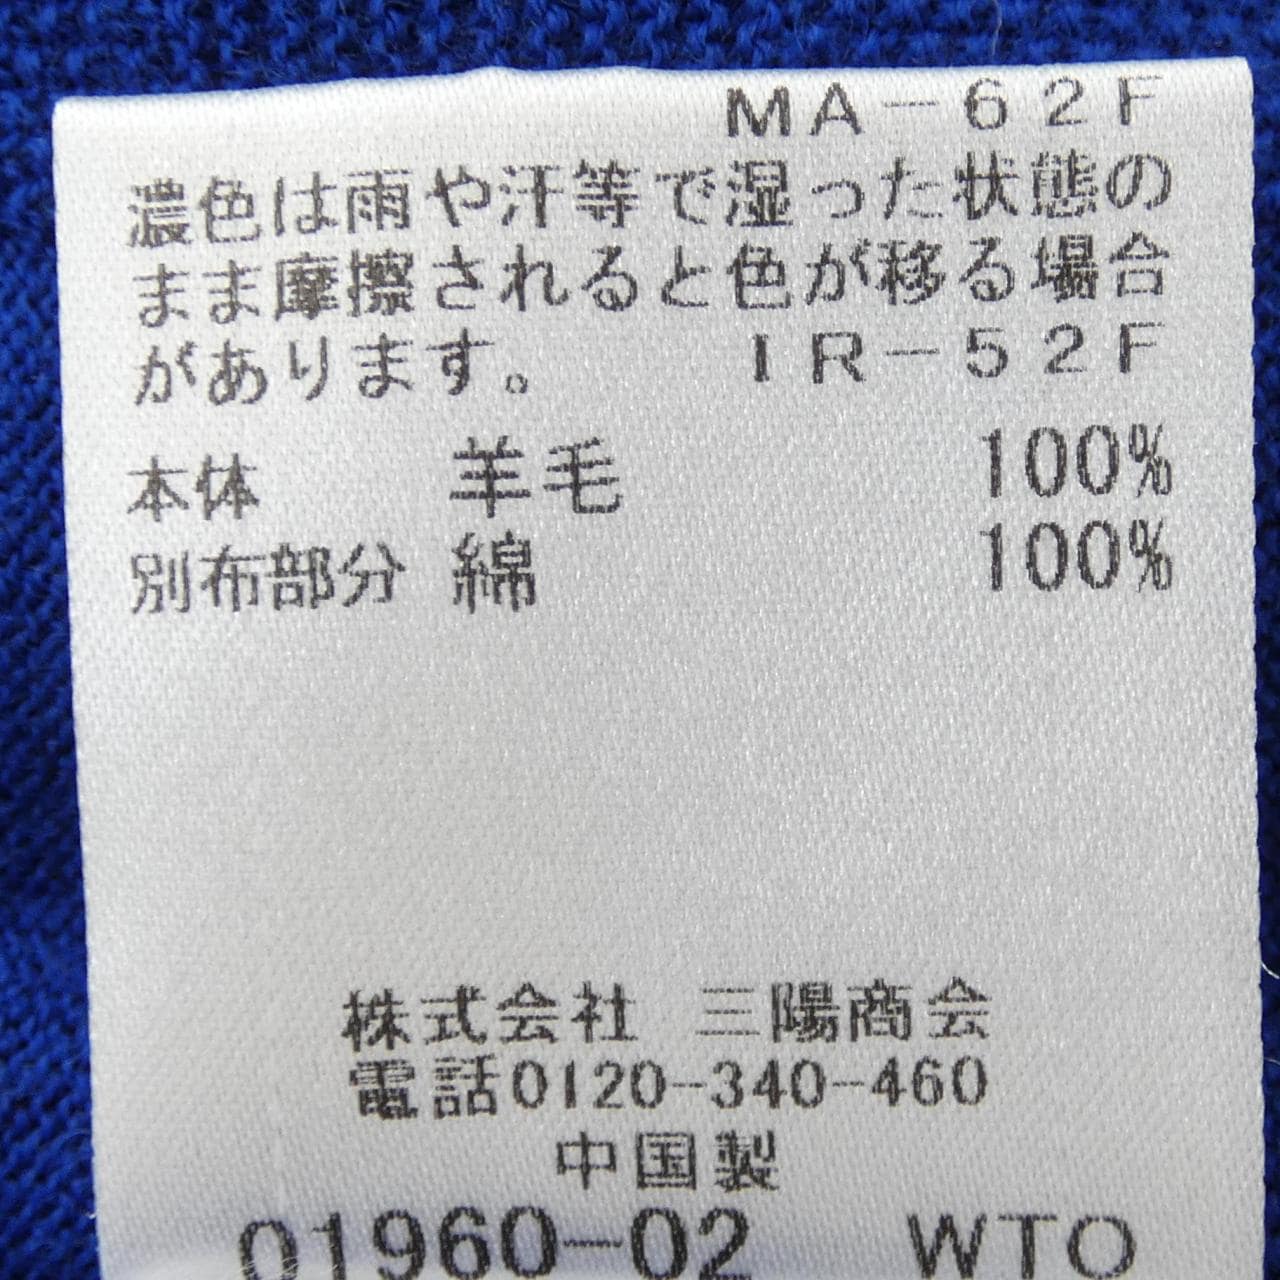 MA-62F
濃色は雨や汗等で湿った状態の
まま摩擦されると色が移る場合
があります。 IR-52F
本体 羊毛 100%
別布部分 綿 100%
株式会社 三陽商会
電話0120-340-460
中国製
01960-02 WTO